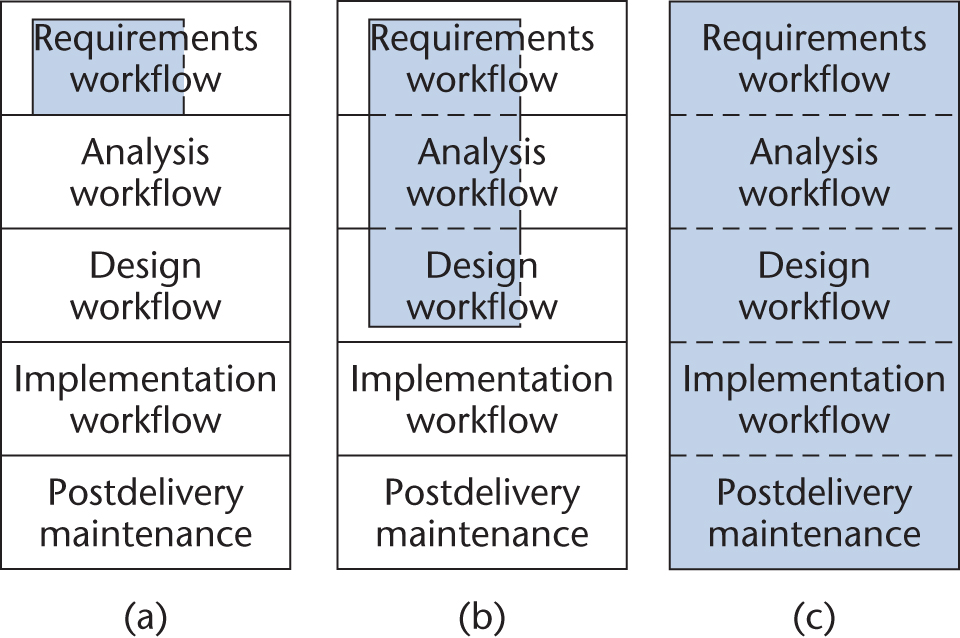 Requirements
workflow
Analysis
workflow
Design
workflow
Implementation
workflow
Postdelivery
maintenance
(a)
Requirements
workflow
Analysis
workflow
Design
workflow
Implementation
workflow
Postdelivery
maintenance
(b)
Requirements
workflow
Analysis
workflow
Design
workflow
Implementation
workflow
Postdelivery
maintenance
(c)